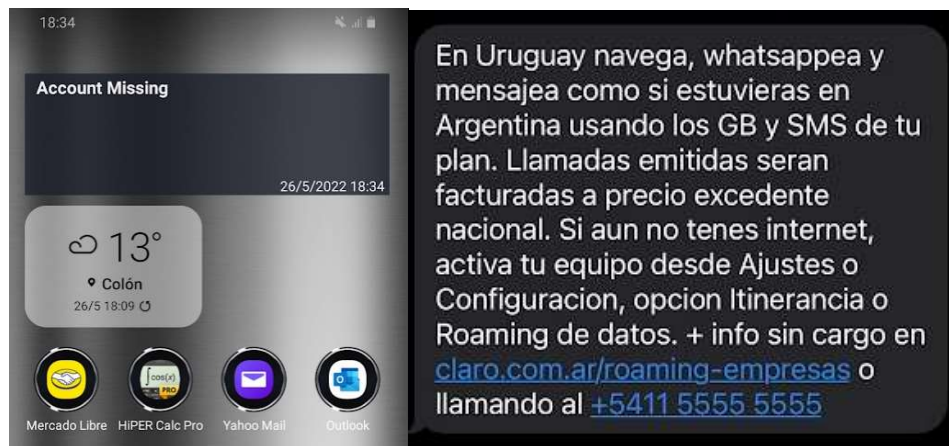 18:34
Account Missing
26/5/2022 18:34
13°
Colón
26/5 18:09
cos(x)
PRO
Mercado Libre HiPER Calc Pro Yahoo Mail Outlook
En Uruguay navega, whatsappea y
mensajea como si estuvieras en
Argentina usando los GB y SMS de tu
plan. Llamadas emitidas seran
facturadas a precio excedente
nacional. Si aun no tenes internet,
activa tu equipo desde Ajustes o
Configuracion, opcion Itinerancia o
Roaming de datos. + info sin cargo en
claro.com.ar/roaming-empresas o
llamando al +5411 5555 5555